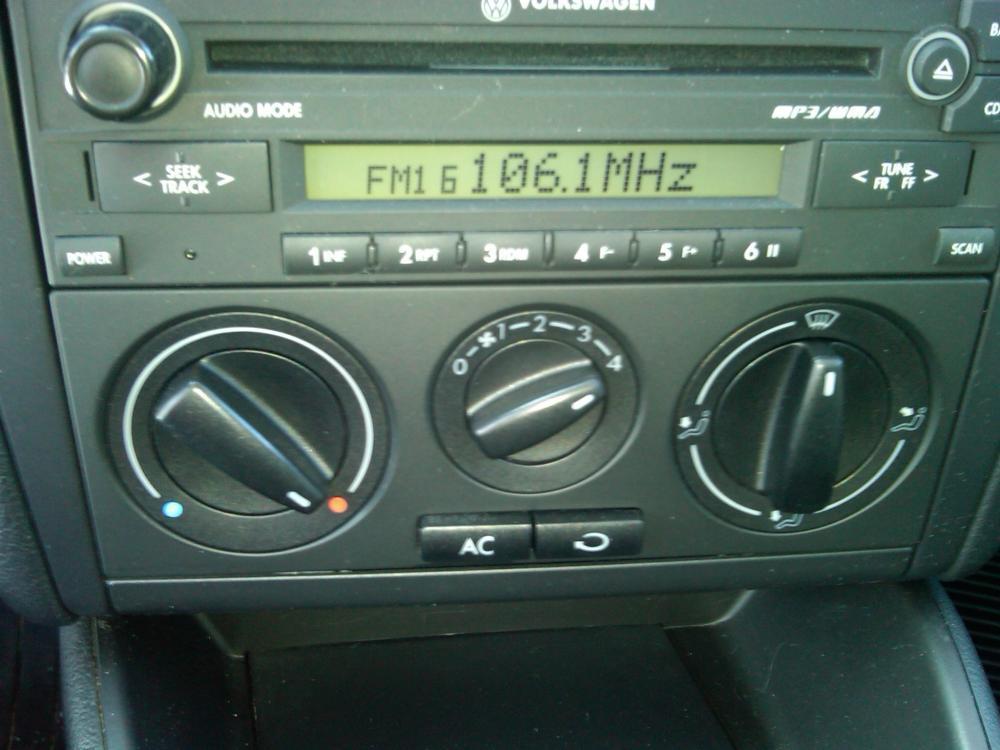 VOLKSWAGEN
AUDIO MODE
MP3/WMA
CD
< SEEK >
TRACK
FM1 6 106.1MHz
< TUNE >
FR FF
POWER
1 INF
2 RPT
3 RDM
4 F-
5 F+
6 II
SCAN
0 1 2 3 4
AC